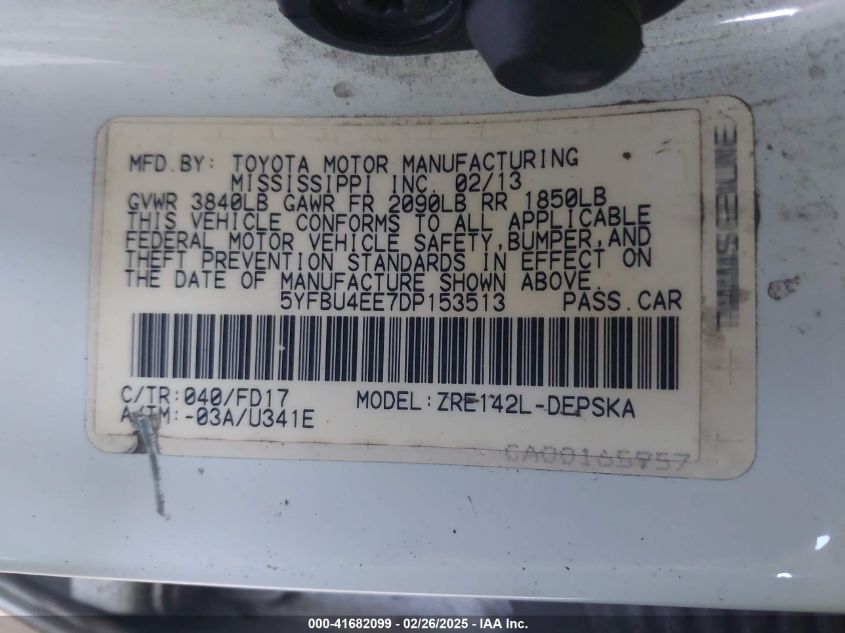 MFD.BY: TOYOTA MOTOR MANUFACTURING
MISSISSIPPI INC. 02/13
GVWR 3840LB GAWR FR 2090LB RR 1850LB
THIS VEHICLE CONFORMS TO ALL APPLICABLE
FEDERAL MOTOR VEHICLE SAFETY,BUMPER,AND
THEFT PREVENTION STANDARDS IN EFFECT ON
THE DATE OF MANUFACTURE SHOWN ABOVE.
5YFBU4EE7DP153513 PASS.CAR
C/TR:040/FD17 MODEL:ZRE142L-DEPSKA
A/TM:-03A/U341E
CA00165957
000-41682099 - 02/26/2025 - IAA Inc.